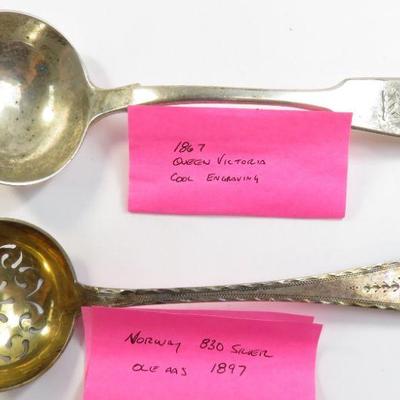 1867
QUEEN VICTORIA
COOL ENGRAVING
NORWAY 830 SILVER
OLE AAS 1897